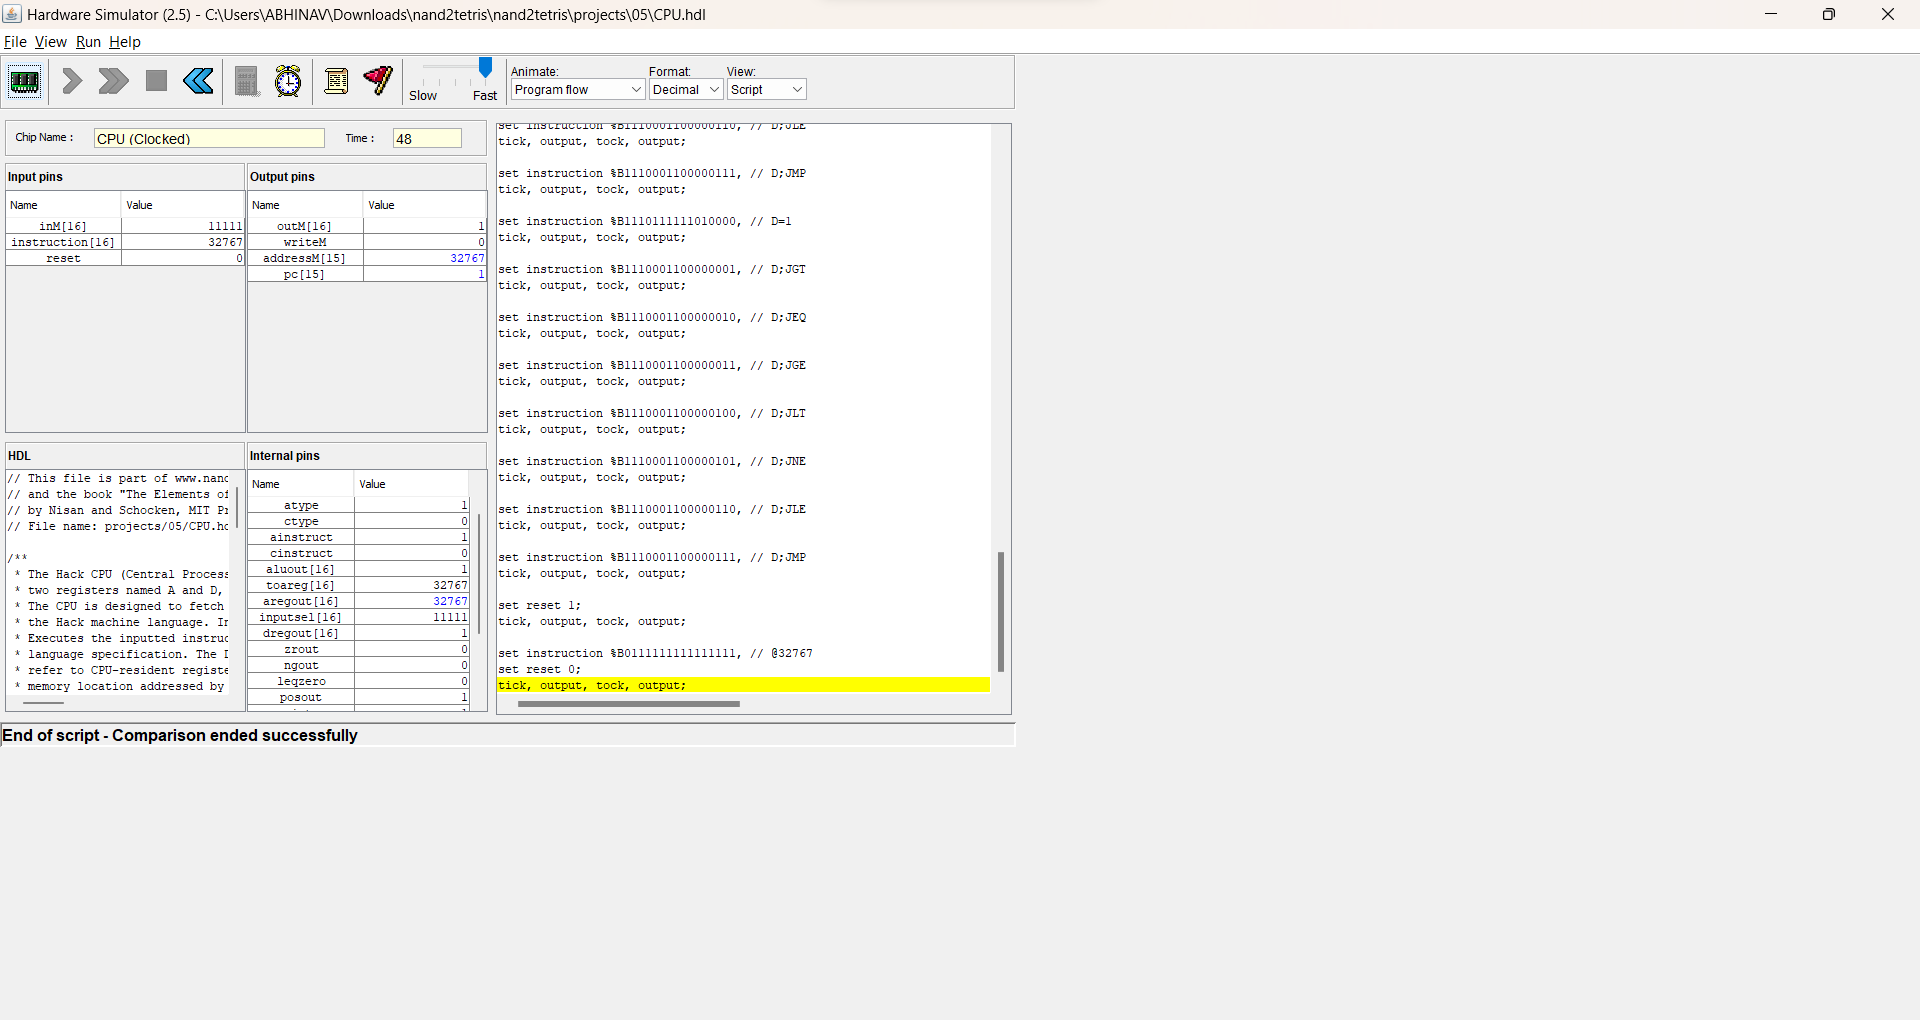 Hardware Simulator (2.5) - C:\Users\ABHINAV\Downloads\nand2tetris\nand2tetris\projects\05\CPU.hdl
File View Run Help
Slow Fast
Animate:
Program flow
Format:
Decimal
View:
Script
Chip Name :
CPU (Clocked)
Time :
48
Input pins
Name Value
inM[16] 11111
instruction[16] 32767
reset 0
Output pins
Name Value
outM[16] 1
writeM 0
addressM[15] 32767
pc[15] 1
HDL
// This file is part of www.nand
// and the book "The Elements of
// by Nisan and Schocken, MIT Pr
// File name: projects/05/CPU.hd
/**
* The Hack CPU (Central Process
* two registers named A and D,
* The CPU is designed to fetch
* the Hack machine language. In
* Executes the inputted instruc
* language specification. The D
* refer to CPU-resident registe
* memory location addressed by
Internal pins
Name Value
atype 1
ctype 0
ainstruct 1
cinstruct 0
aluout[16] 1
toareg[16] 32767
aregout[16] 32767
inputsel[16] 11111
dregout[16] 1
zrout 0
ngout 0
leqzero 0
posout 1
set instruction %B1110001100000110, // D;JLE
tick, output, tock, output;
set instruction %B1110001100000111, // D;JMP
tick, output, tock, output;
set instruction %B1110111111010000, // D=1
tick, output, tock, output;
set instruction %B1110001100000001, // D;JGT
tick, output, tock, output;
set instruction %B1110001100000010, // D;JEQ
tick, output, tock, output;
set instruction %B1110001100000011, // D;JGE
tick, output, tock, output;
set instruction %B1110001100000100, // D;JLT
tick, output, tock, output;
set instruction %B1110001100000101, // D;JNE
tick, output, tock, output;
set instruction %B1110001100000110, // D;JLE
tick, output, tock, output;
set instruction %B1110001100000111, // D;JMP
tick, output, tock, output;
set reset 1;
tick, output, tock, output;
set instruction %B0111111111111111, // @32767
set reset 0;
tick, output, tock, output;
End of script - Comparison ended successfully